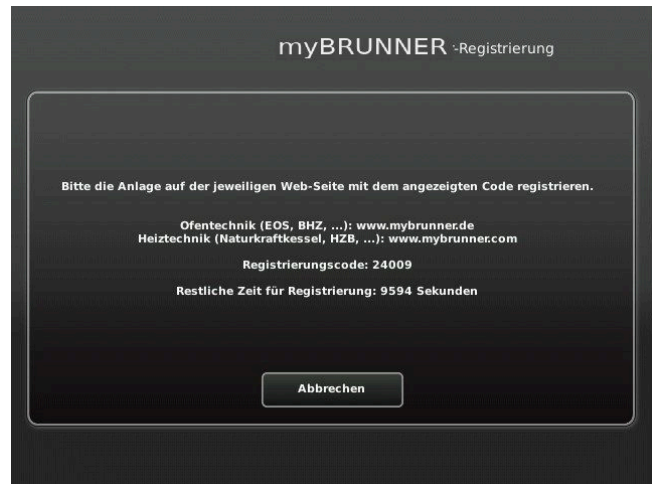 myBRUNNER -Registrierung
Bitte die Anlage auf der jeweiligen Web-Seite mit dem angezeigten Code registrieren.
Ofentechnik (EOS, BHZ, ...): www.mybrunner.de
Heiztechnik (Naturkraftkessel, HZB, ...): www.mybrunner.com
Registrierungscode: 24009
Restliche Zeit für Registrierung: 9594 Sekunden
Abbrechen